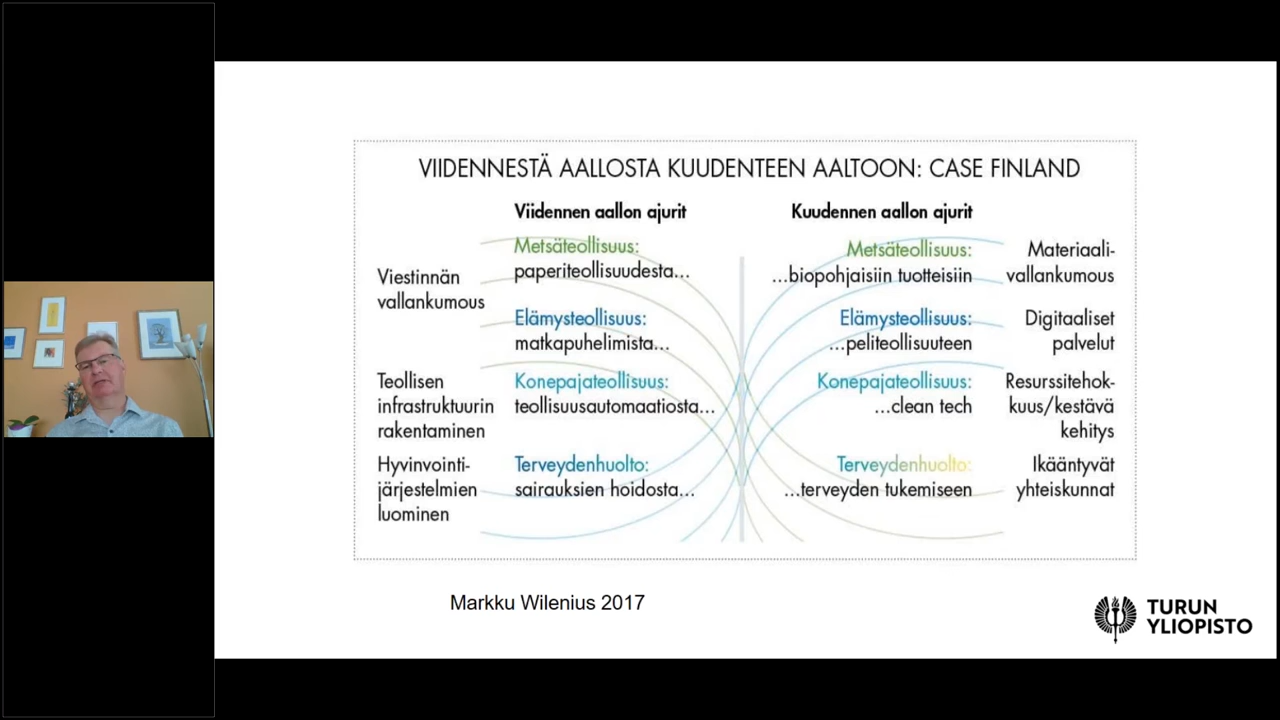 VIIDENNESTÄ AALLOSTA KUUDENTEEN AALTOON: CASE FINLAND
Viidennen aallon ajurit
Kuudennen aallon ajurit
Viestinnän
vallankumous
Metsäteollisuus:
paperiteollisuudesta...
Metsäteollisuus:
...biopohjaisiin tuotteisiin
Materiaali-
vallankumous
Elämysteollisuus:
matkapuhelimista...
Elämysteollisuus:
...peliteollisuuteen
Digitaaliset
palvelut
Teollisen
infrastruktuurin
rakentaminen
Konepajateollisuus:
teollisuusautomaatiosta...
Konepajateollisuus:
...clean tech
Resurssitehok-
kuus/kestävä
kehitys
Hyvinvointi-
järjestelmien
luominen
Terveydenhuolto:
sairauksien hoidosta...
Terveydenhuolto:
...terveyden tukemiseen
Ikääntyvät
yhteiskunnat
Markku Wilenius 2017
TURUN
YLIOPISTO